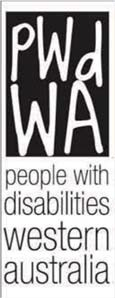 PWd
WA
people with
disabilities
western
australia